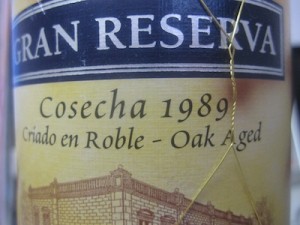 GRAN RESERVA
Cosecha 1989
Criado en Roble - Oak Aged